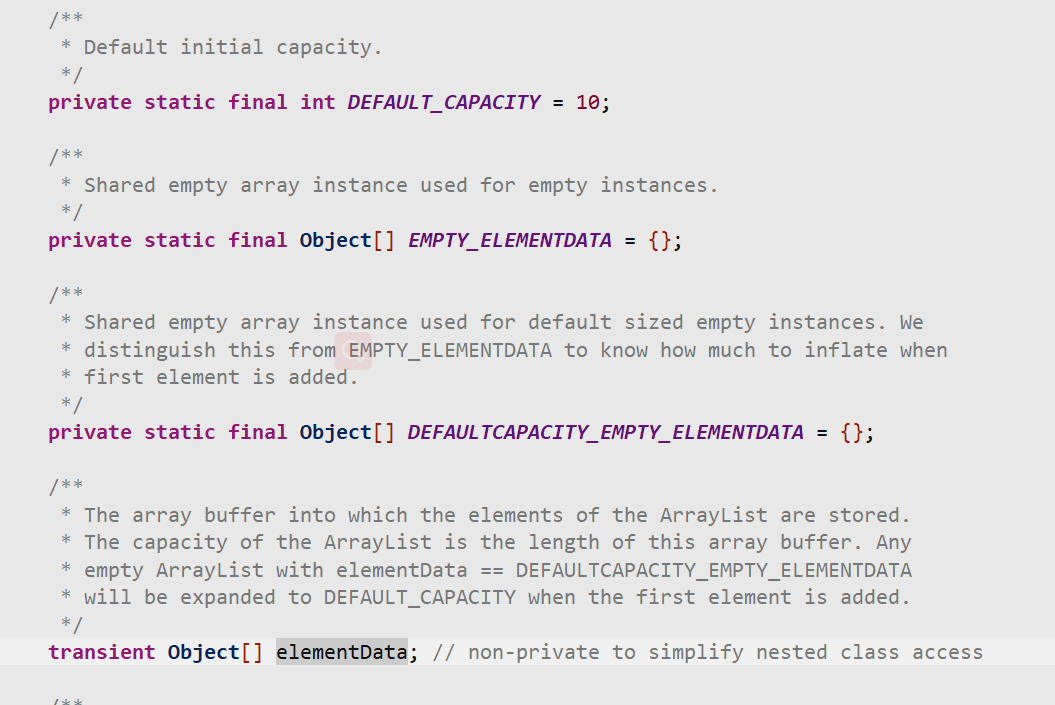 /**
* Default initial capacity.
*/
private static final int DEFAULT_CAPACITY = 10;
/**
* Shared empty array instance used for empty instances.
*/
private static final Object[] EMPTY_ELEMENTDATA = {};
/**
* Shared empty array instance used for default sized empty instances. We
* distinguish this from EMPTY_ELEMENTDATA to know how much to inflate when
* first element is added.
*/
private static final Object[] DEFAULTCAPACITY_EMPTY_ELEMENTDATA = {};
/**
* The array buffer into which the elements of the ArrayList are stored.
* The capacity of the ArrayList is the length of this array buffer. Any
* empty ArrayList with elementData == DEFAULTCAPACITY_EMPTY_ELEMENTDATA
* will be expanded to DEFAULT_CAPACITY when the first element is added.
*/
transient Object[] elementData; // non-private to simplify nested class access
/**